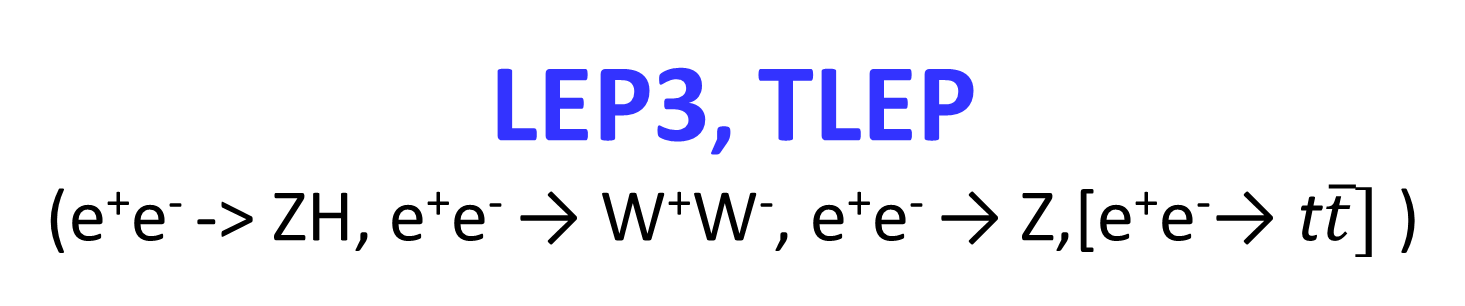 LEP3, TLEP
(e⁺e⁻ -> ZH, e⁺e⁻ → W⁺W⁻, e⁺e⁻ → Z,[e⁺e⁻→ tt̄] )